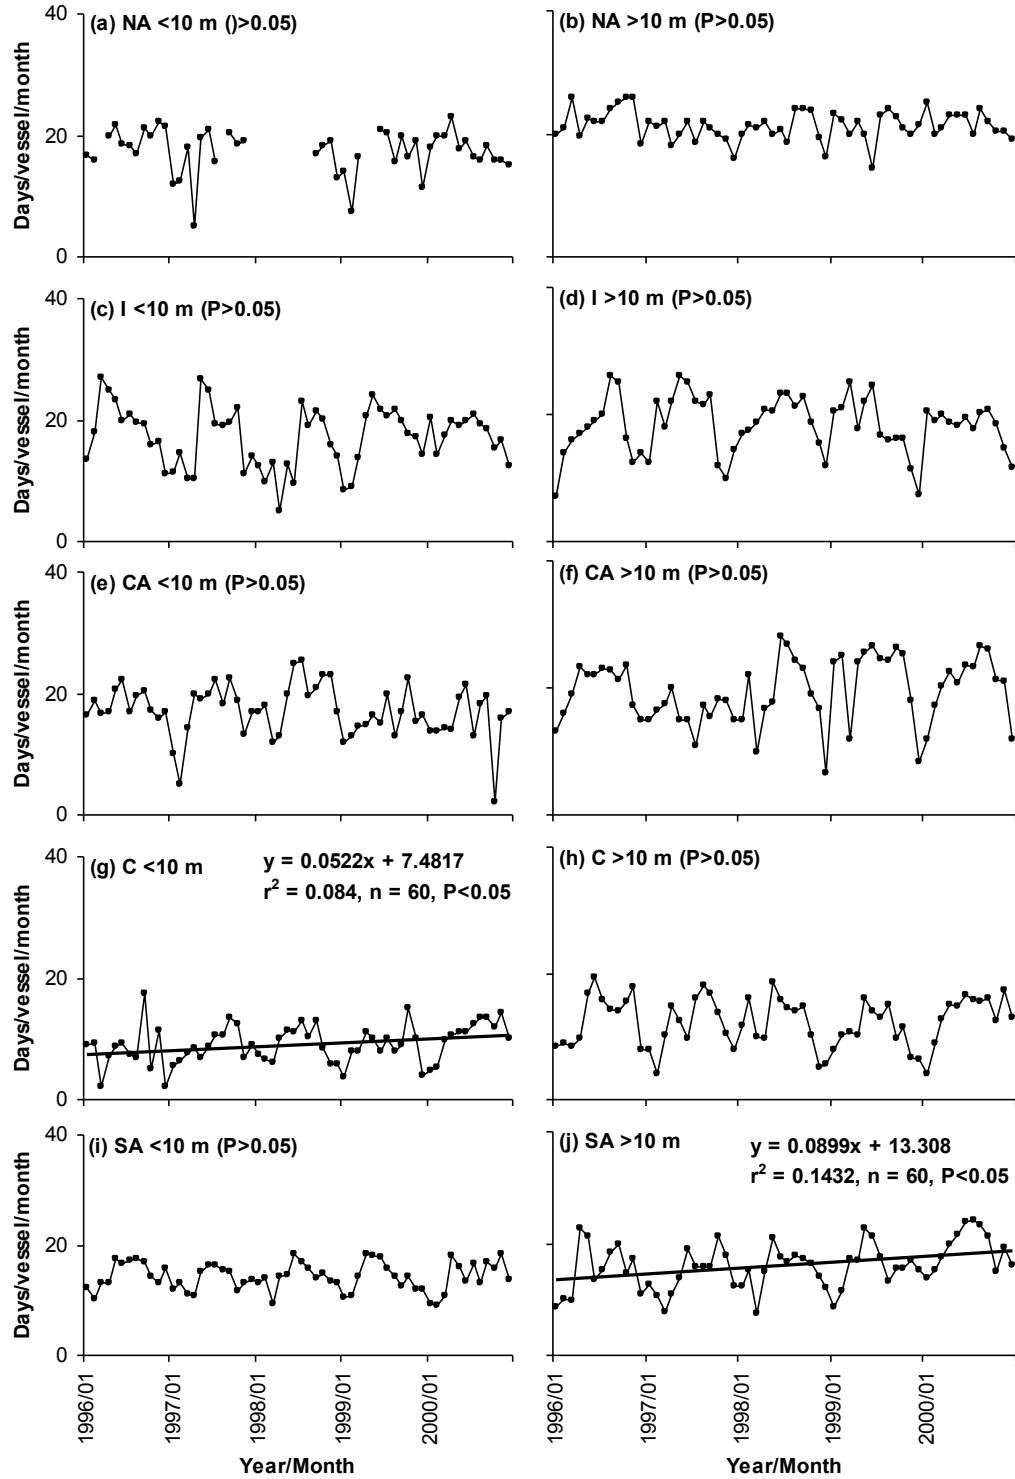 40
(a) NA <10 m ()>0.05)
(b) NA >10 m (P>0.05)
Days/vessel/month
20
0
40
(c) I <10 m (P>0.05)
(d) I >10 m (P>0.05)
Days/vessel/month
20
0
40
(e) CA <10 m (P>0.05)
(f) CA >10 m (P>0.05)
Days/vessel/month
20
0
40
(g) C <10 m
y = 0.0522x + 7.4817
r² = 0.084, n = 60, P<0.05
(h) C >10 m (P>0.05)
Days/vessel/month
20
0
40
(i) SA <10 m (P>0.05)
(j) SA >10 m
y = 0.0899x + 13.308
r² = 0.1432, n = 60, P<0.05
Days/vessel/month
20
0
1996/01
1997/01
1998/01
1999/01
2000/01
1996/01
1997/01
1998/01
1999/01
2000/01
Year/Month
Year/Month